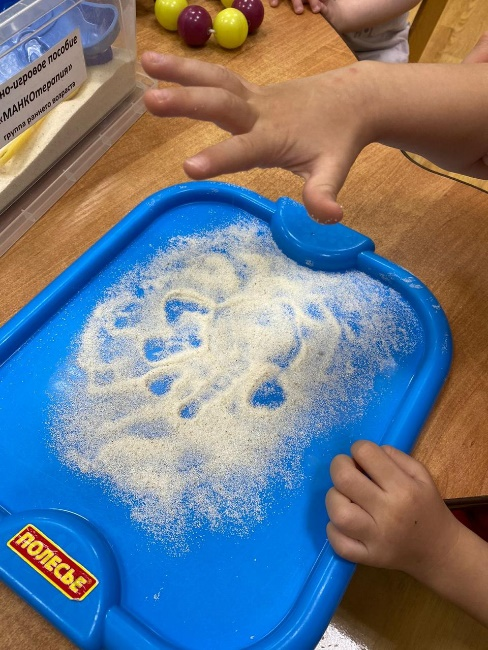 но-игровое пособие
«МАНКОтерапия»
группа раннего возраста
ПОЛЕСЬЕ